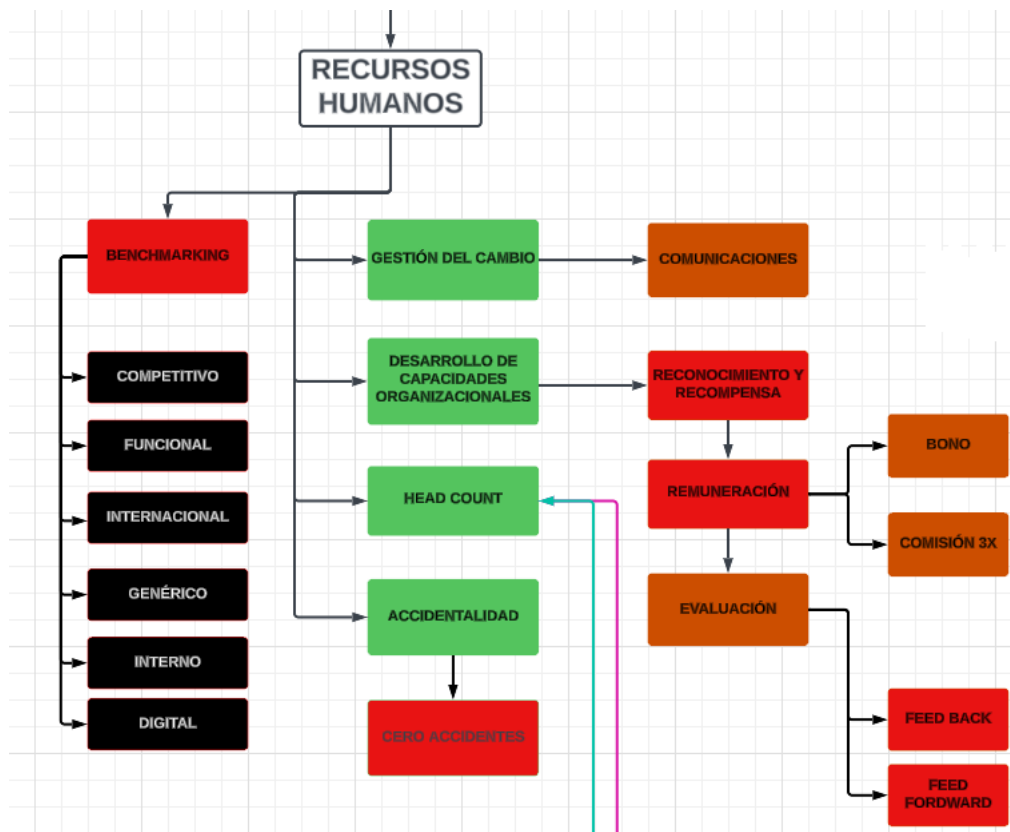 RECURSOS
HUMANOS
BENCHMARKING
COMPETITIVO
FUNCIONAL
INTERNACIONAL
GENÉRICO
INTERNO
DIGITAL
GESTIÓN DEL CAMBIO
COMUNICACIONES
DESARROLLO DE
CAPACIDADES
ORGANIZACIONALES
RECONOCIMIENTO Y
RECOMPENSA
REMUNERACIÓN
BONO
COMISIÓN 3X
EVALUACIÓN
FEED BACK
FEED
FORDWARD
HEAD COUNT
ACCIDENTALIDAD
CERO ACCIDENTES